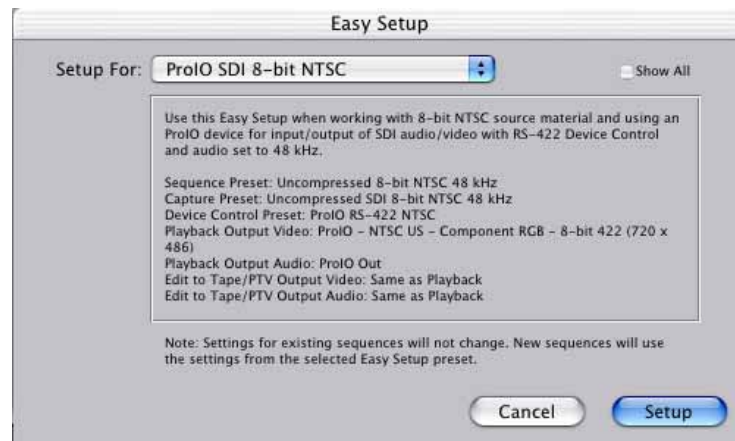 Easy Setup
Setup For: ProIO SDI 8-bit NTSC Show All
Use this Easy Setup when working with 8-bit NTSC source material and using an
ProIO device for input/output of SDI audio/video with RS-422 Device Control
and audio set to 48 kHz.
Sequence Preset: Uncompressed 8-bit NTSC 48 kHz
Capture Preset: Uncompressed SDI 8-bit NTSC 48 kHz
Device Control Preset: ProIO RS-422 NTSC
Playback Output Video: ProIO - NTSC US - Component RGB - 8-bit 422 (720 x
486)
Playback Output Audio: ProIO Out
Edit to Tape/PTV Output Video: Same as Playback
Edit to Tape/PTV Output Audio: Same as Playback
Note: Settings for existing sequences will not change. New sequences will use
the settings from the selected Easy Setup preset.
Cancel Setup